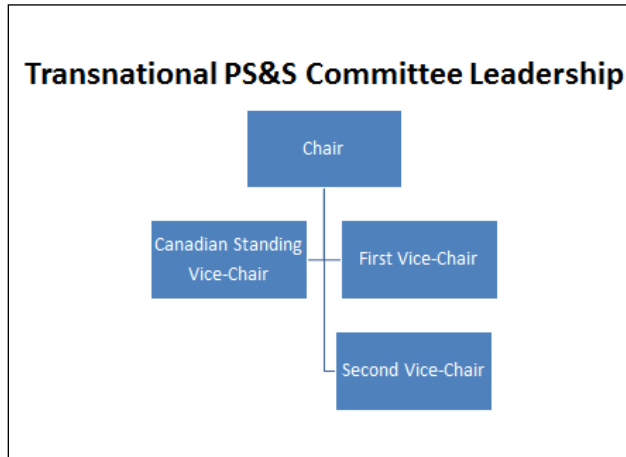 Transnational PS&S Committee Leadership
Chair
Canadian Standing
Vice-Chair
First Vice-Chair
Second Vice-Chair